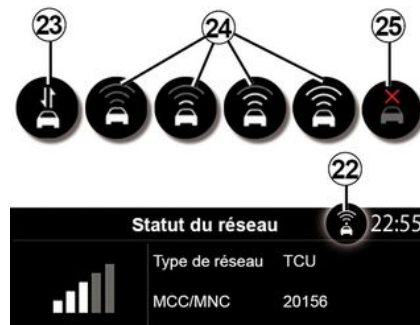 23
24
25
22
Statut du réseau 22:55
Type de réseau TCU
MCC/MNC 20156